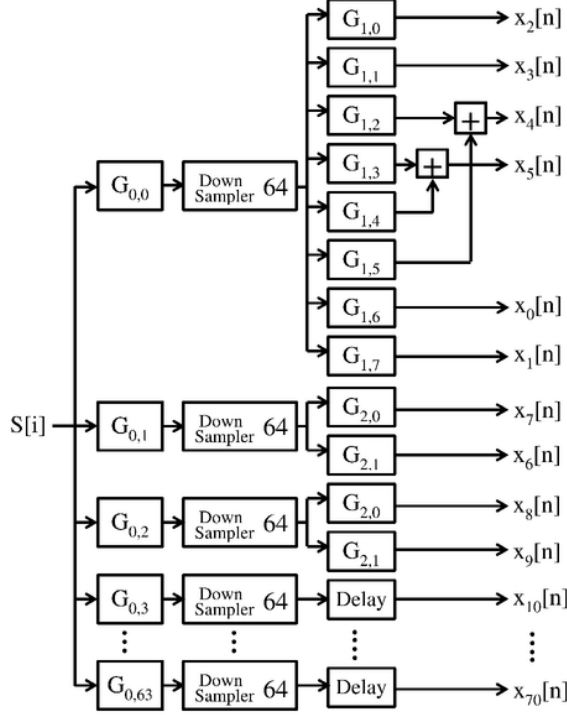 G1,0 x2[n]
G1,1 x3[n]
G1,2 + x4[n]
G1,3 + x5[n]
G0,0 Down Sampler 64
G1,4
G1,5
G1,6 x0[n]
G1,7 x1[n]
S[i] G0,1 Down Sampler 64
G2,0 x7[n]
G2.1 x6[n]
G0,2 Down Sampler 64
G2,0 x8[n]
G2,1 x9[n]
G0,3 Down Sampler 64 Delay x10[n]
G0,63 Down Sampler 64 Delay x70[n]